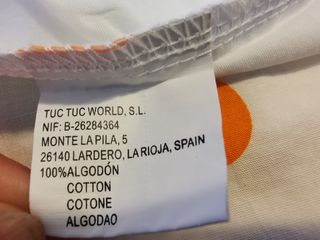 TUC TUC WORLD, S.L.
NIF: B-26284364
MONTE LA PILA, 5
26140 LARDERO, LA RIOJA, SPAIN
100%ALGODÓN
COTTON
COTONE
ALGODAO